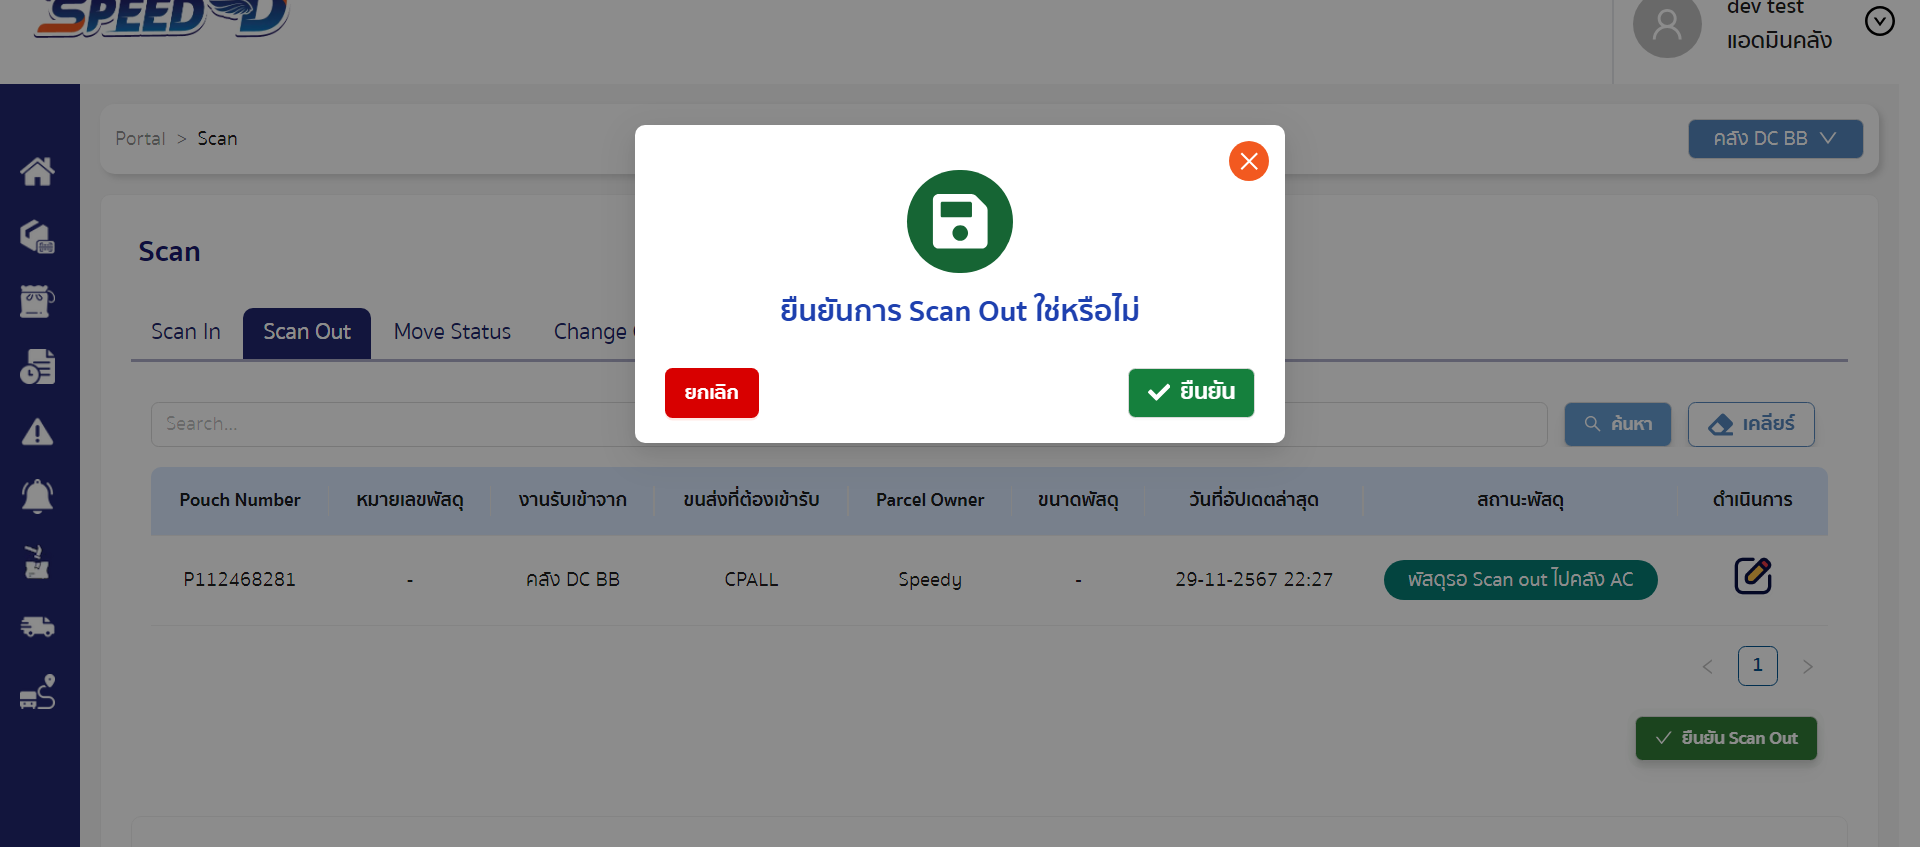 SPEED D
dev test
แอดมินคลัง
Portal > Scan
คลัง DC BB
Scan
Scan In
Scan Out
Move Status
Change
ยืนยันการ Scan Out ใช่หรือไม่
ยกเลิก
ยืนยัน
Search...
ค้นหา
เคลียร์
Pouch Number หมายเลขพัสดุ งานรับเข้าจาก ขนส่งที่ต้องเข้ารับ Parcel Owner ขนาดพัสดุ วันที่อัปเดตล่าสุด สถานะพัสดุ ดำเนินการ
P112468281 - คลัง DC BB CPALL Speedy - 29-11-2567 22:27 พัสดุรอ Scan out ไปคลัง AC
< 1 >
ยืนยัน Scan Out